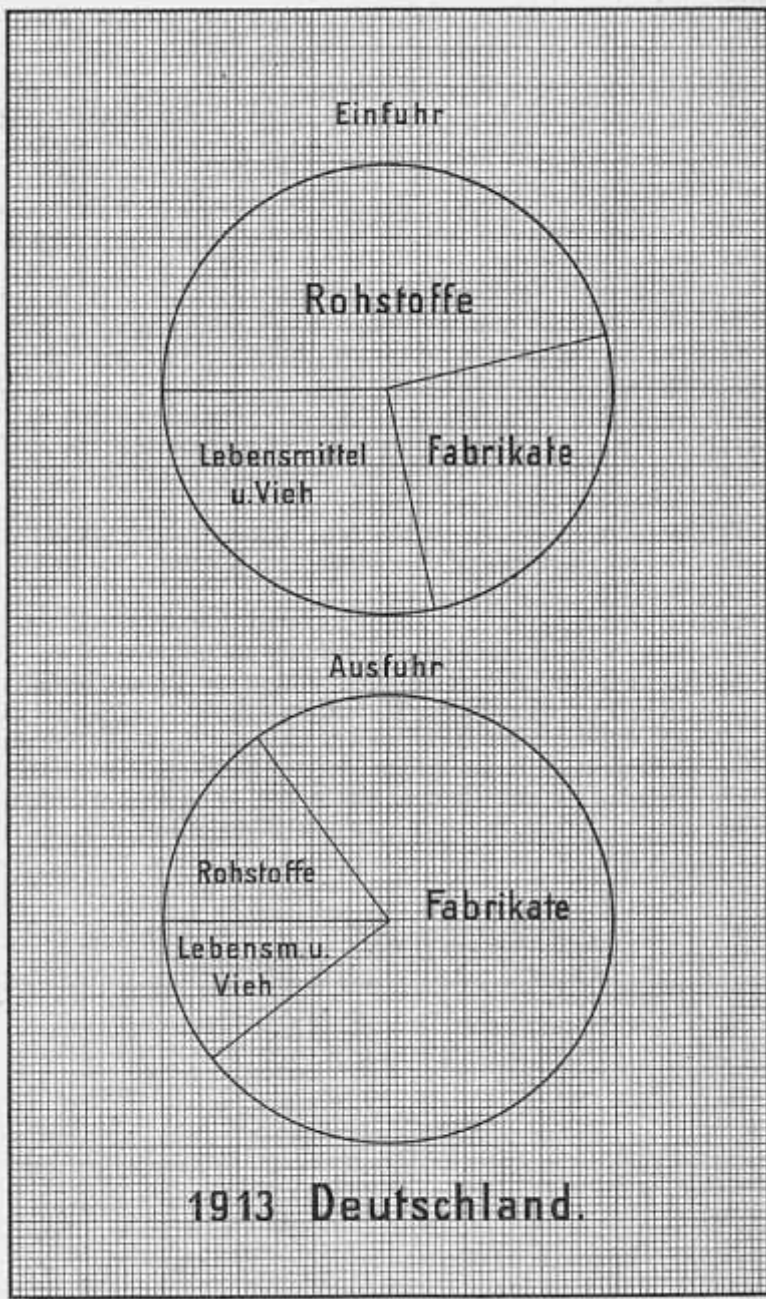 Einfuhr
Rohstoffe
Lebensmittel
u. Vieh
Fabrikate
Ausfuhr
Rohstoffe
Fabrikate
Lebensm. u.
Vieh
1913 Deutschland.